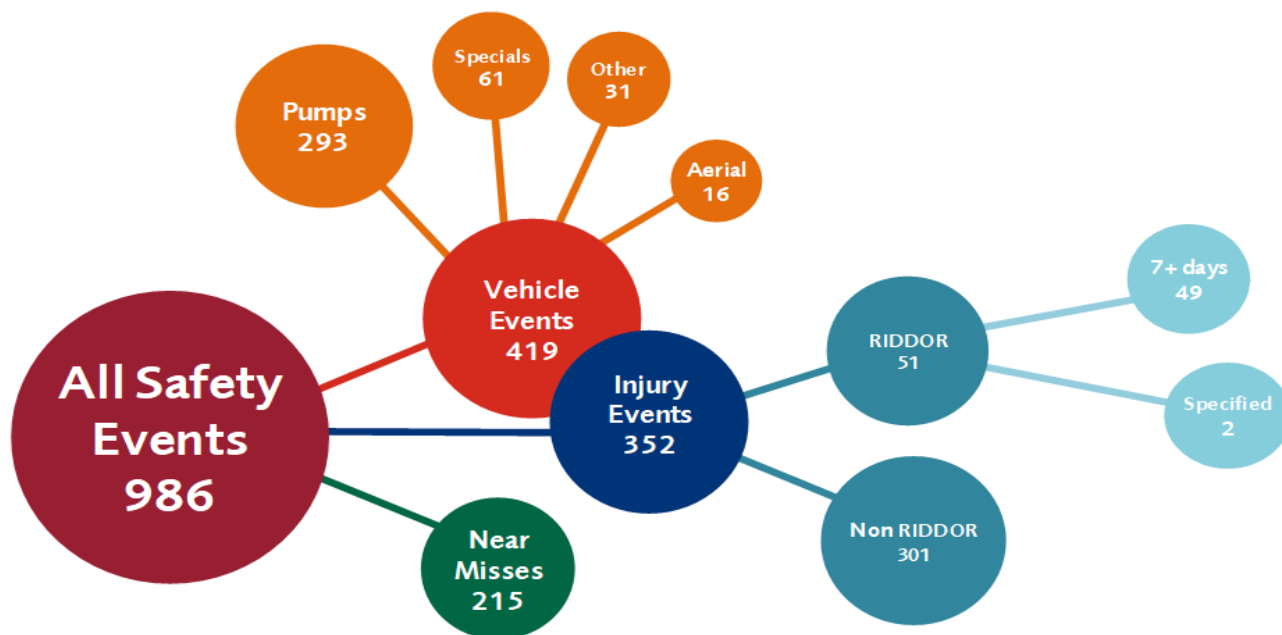 Specials
61
Other
31
Pumps
293
Aerial
16
Vehicle
Events
419
7+ days
49
RIDDOR
51
All Safety
Events
986
Injury
Events
352
Specified
2
Non RIDDOR
301
Near
Misses
215